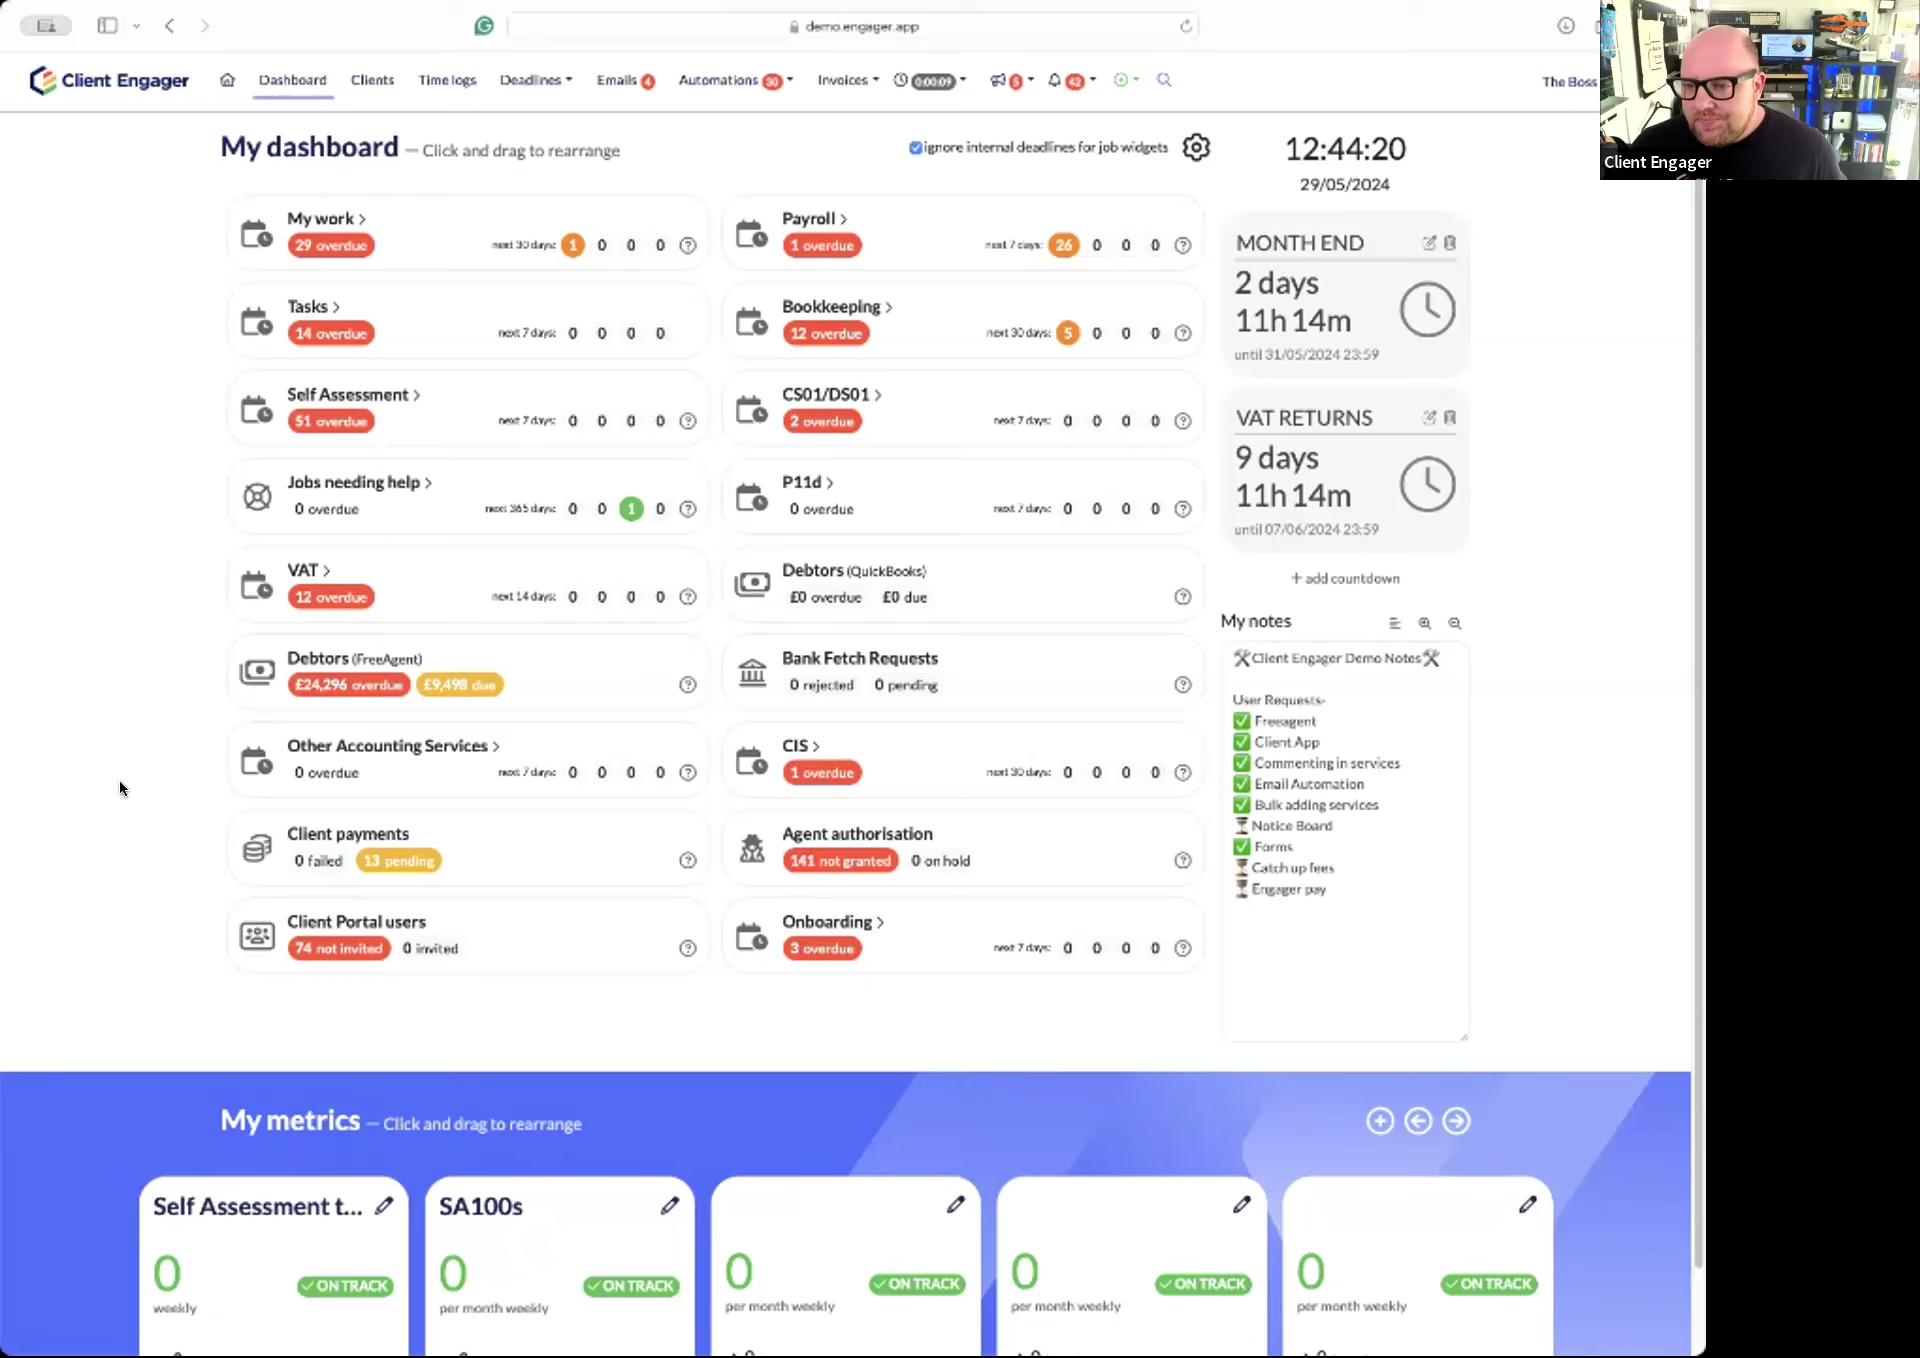 demo.engager.app
Client Engager
Dashboard Clients Time logs Deadlines Emails 4 Automations 30 Invoices 0:00:09 5 42 The Boss
Client Engager
My dashboard — Click and drag to rearrange
ignore internal deadlines for job widgets
12:44:20
29/05/2024
My work >
29 overdue next 30 days: 1 0 0 0 ?
Payroll >
1 overdue next 7 days: 26 0 0 0 ?
Tasks >
14 overdue next 7 days: 0 0 0 0
Bookkeeping >
12 overdue next 30 days: 5 0 0 0 ?
Self Assessment >
51 overdue next 7 days: 0 0 0 0 ?
CS01/DS01 >
2 overdue next 7 days: 0 0 0 0 ?
Jobs needing help >
0 overdue next 365 days: 0 0 1 0 ?
P11d >
0 overdue next 7 days: 0 0 0 0 ?
VAT >
12 overdue next 14 days: 0 0 0 0 ?
Debtors (QuickBooks)
£0 overdue £0 due ?
Debtors (FreeAgent)
£24,296 overdue £9,498 due ?
Bank Fetch Requests
0 rejected 0 pending ?
Other Accounting Services >
0 overdue next 7 days: 0 0 0 0 ?
CIS >
1 overdue next 30 days: 0 0 0 0 ?
Client payments
0 failed 13 pending ?
Agent authorisation
141 not granted 0 on hold ?
Client Portal users
74 not invited 0 invited ?
Onboarding >
3 overdue next 7 days: 0 0 0 0 ?
MONTH END
2 days
11h 14m
until 31/05/2024 23:59
VAT RETURNS
9 days
11h 14m
until 07/06/2024 23:59
+ add countdown
My notes
🛠Client Engager Demo Notes🛠
User Requests-
✅ Freeagent
✅ Client App
✅ Commenting in services
✅ Email Automation
✅ Bulk adding services
⏳Notice Board
✅ Forms
⏳Catch up fees
⏳Engager pay
My metrics — Click and drag to rearrange
Self Assessment t...
0 ✓ ON TRACK
weekly
SA100s
0 ✓ ON TRACK
per month weekly
0 ✓ ON TRACK
per month weekly
0 ✓ ON TRACK
per month weekly
0 ✓ ON TRACK
per month weekly